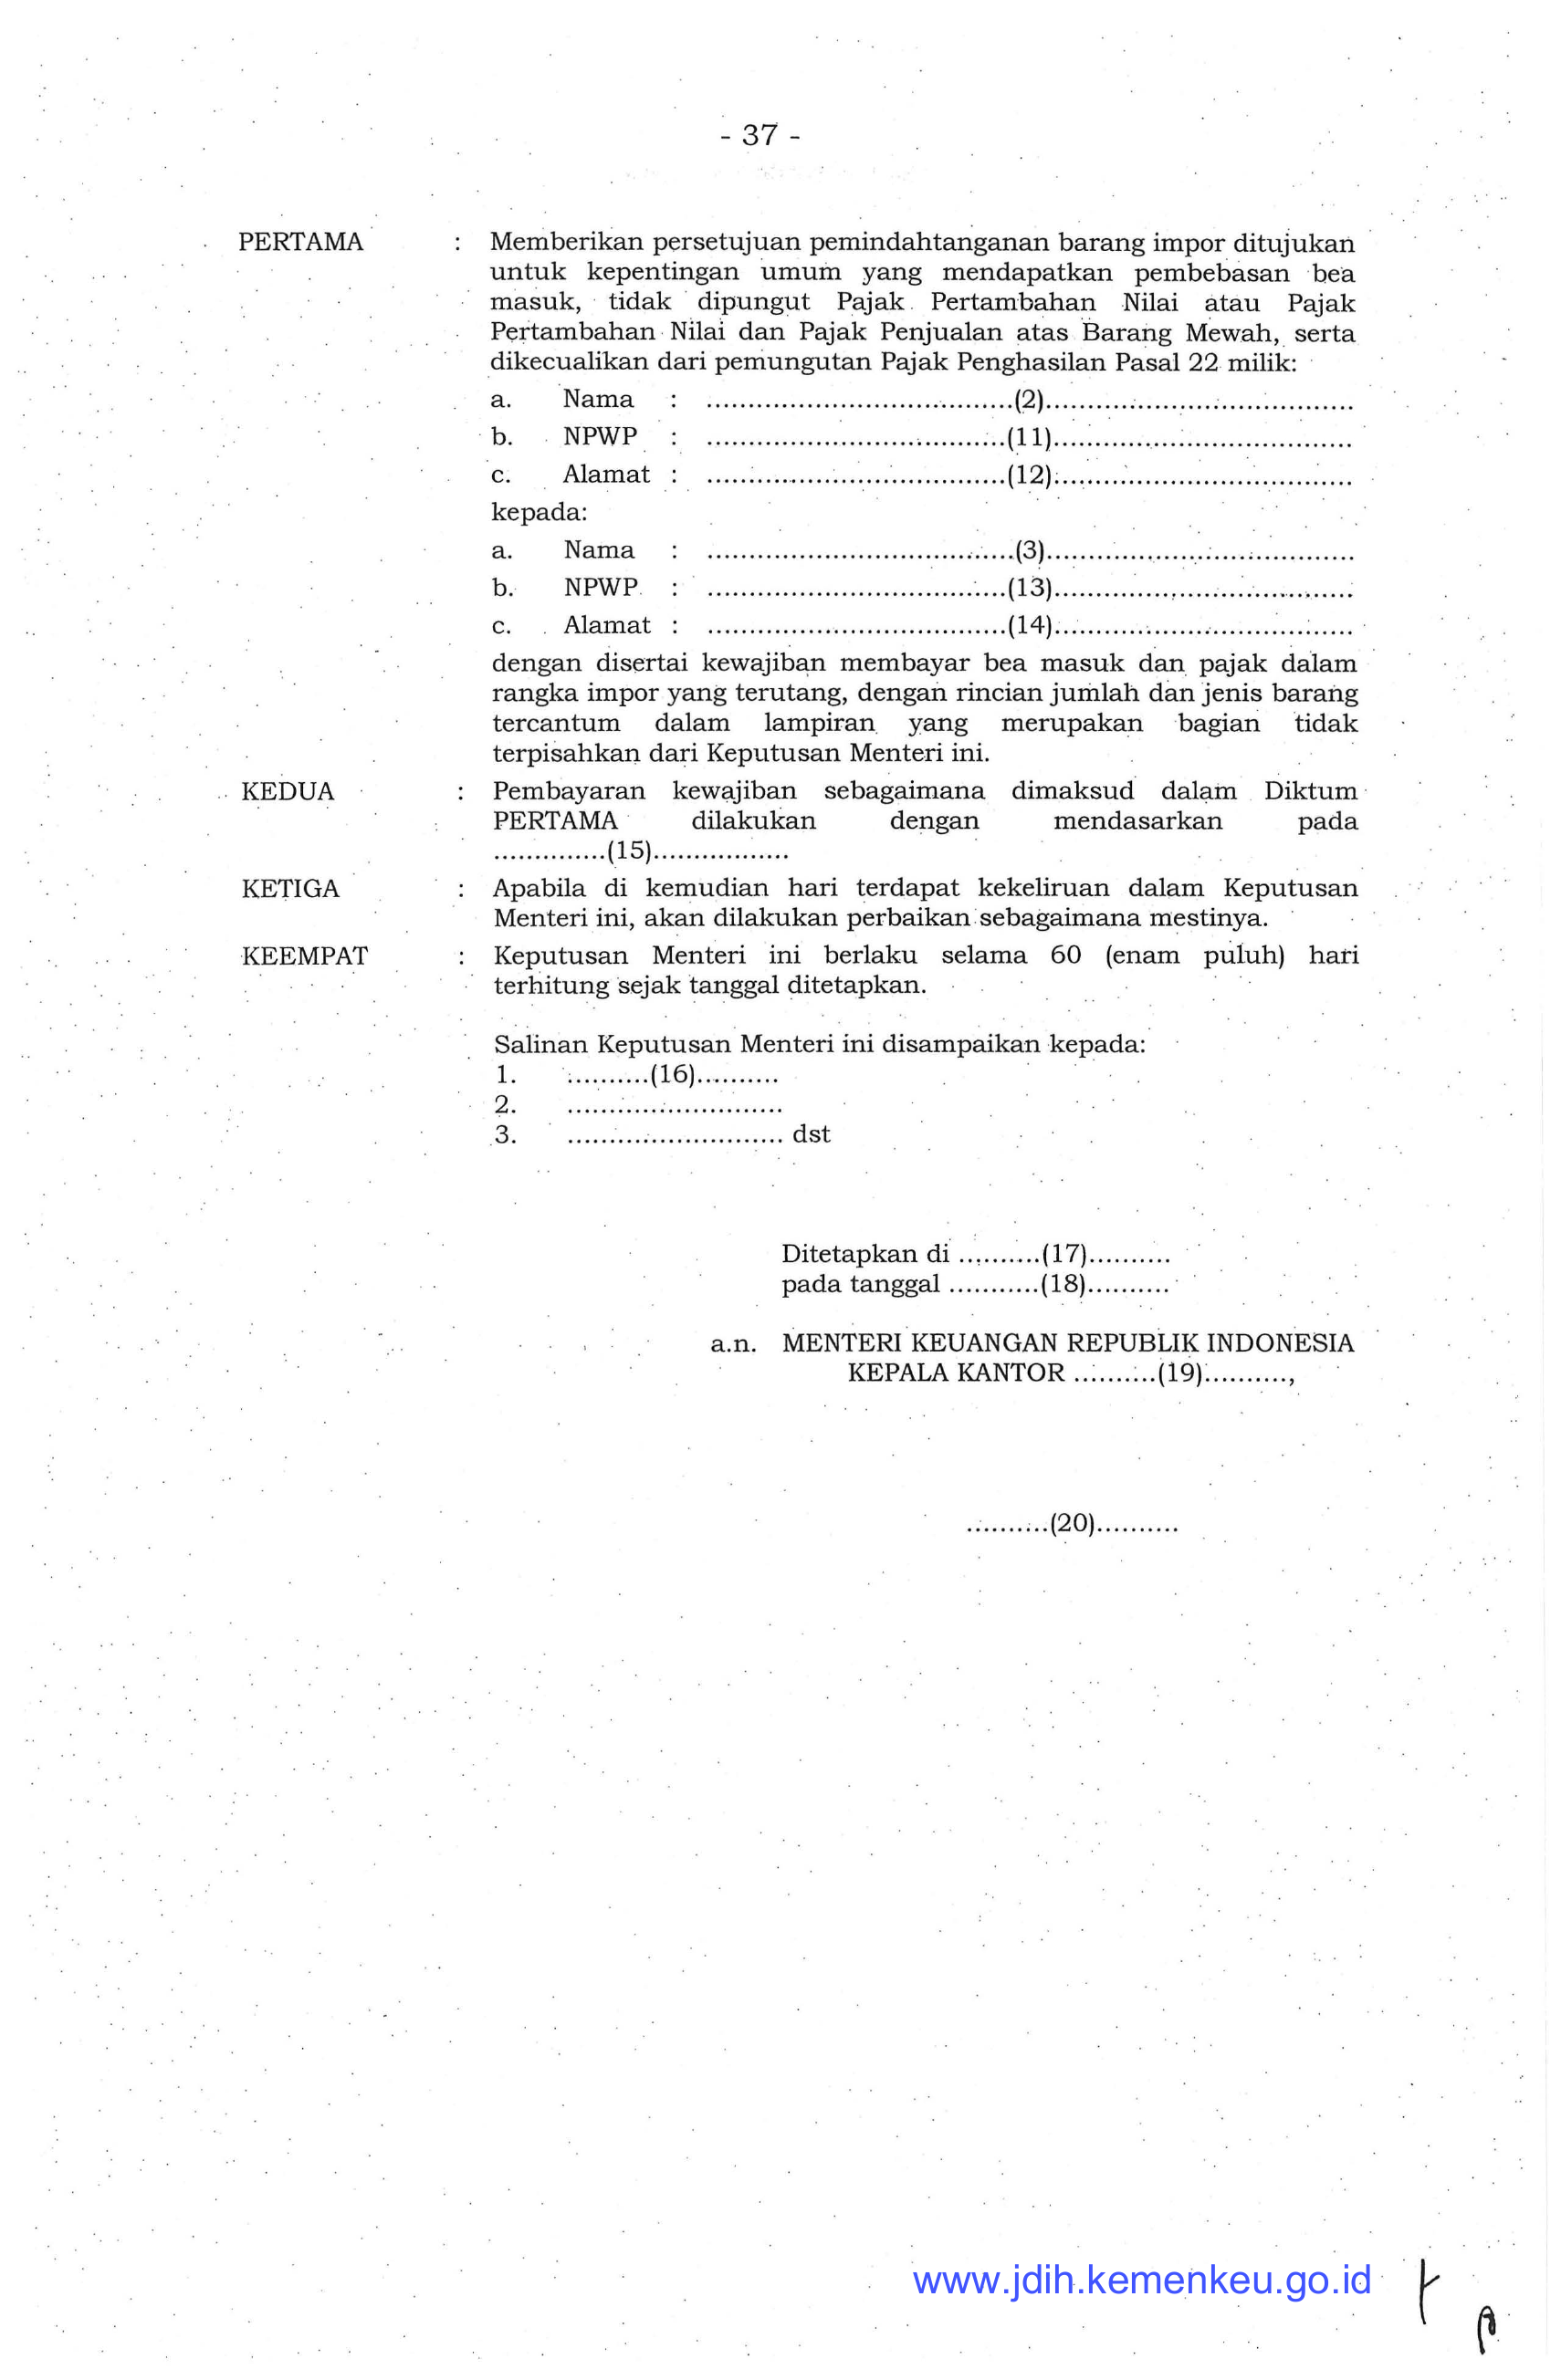 - 37 -
PERTAMA : Memberikan persetujuan pemindahtanganan barang impor ditujukan
untuk kepentingan umum yang mendapatkan pembebasan bea
masuk, tidak dipungut Pajak Pertambahan Nilai atau Pajak
Pertambahan Nilai dan Pajak Penjualan atas Barang Mewah, serta
dikecualikan dari pemungutan Pajak Penghasilan Pasal 22 milik:
a. Nama : .....................................(2).....................................
b. NPWP : ....................................(11)....................................
c. Alamat : ....................................(12)....................................
kepada:
a. Nama : .....................................(3).....................................
b. NPWP : ....................................(13)....................................
c. Alamat : ....................................(14)....................................
dengan disertai kewajiban membayar bea masuk dan pajak dalam
rangka impor yang terutang, dengan rincian jumlah dan jenis barang
tercantum dalam lampiran yang merupakan bagian tidak
terpisahkan dari Keputusan Menteri ini.
KEDUA : Pembayaran kewajiban sebagaimana dimaksud dalam Diktum
PERTAMA dilakukan dengan mendasarkan pada
..............(15).................
KETIGA : Apabila di kemudian hari terdapat kekeliruan dalam Keputusan
Menteri ini, akan dilakukan perbaikan sebagaimana mestinya.
KEEMPAT : Keputusan Menteri ini berlaku selama 60 (enam puluh) hari
terhitung sejak tanggal ditetapkan.
Salinan Keputusan Menteri ini disampaikan kepada:
1. ..........(16)..........
2. ..........................
3. .......................... dst
Ditetapkan di ..........(17)..........
pada tanggal ...........(18)..........
a.n. MENTERI KEUANGAN REPUBLIK INDONESIA
KEPALA KANTOR ..........(19)..........,
..........(20)..........
www.jdih.kemenkeu.go.id